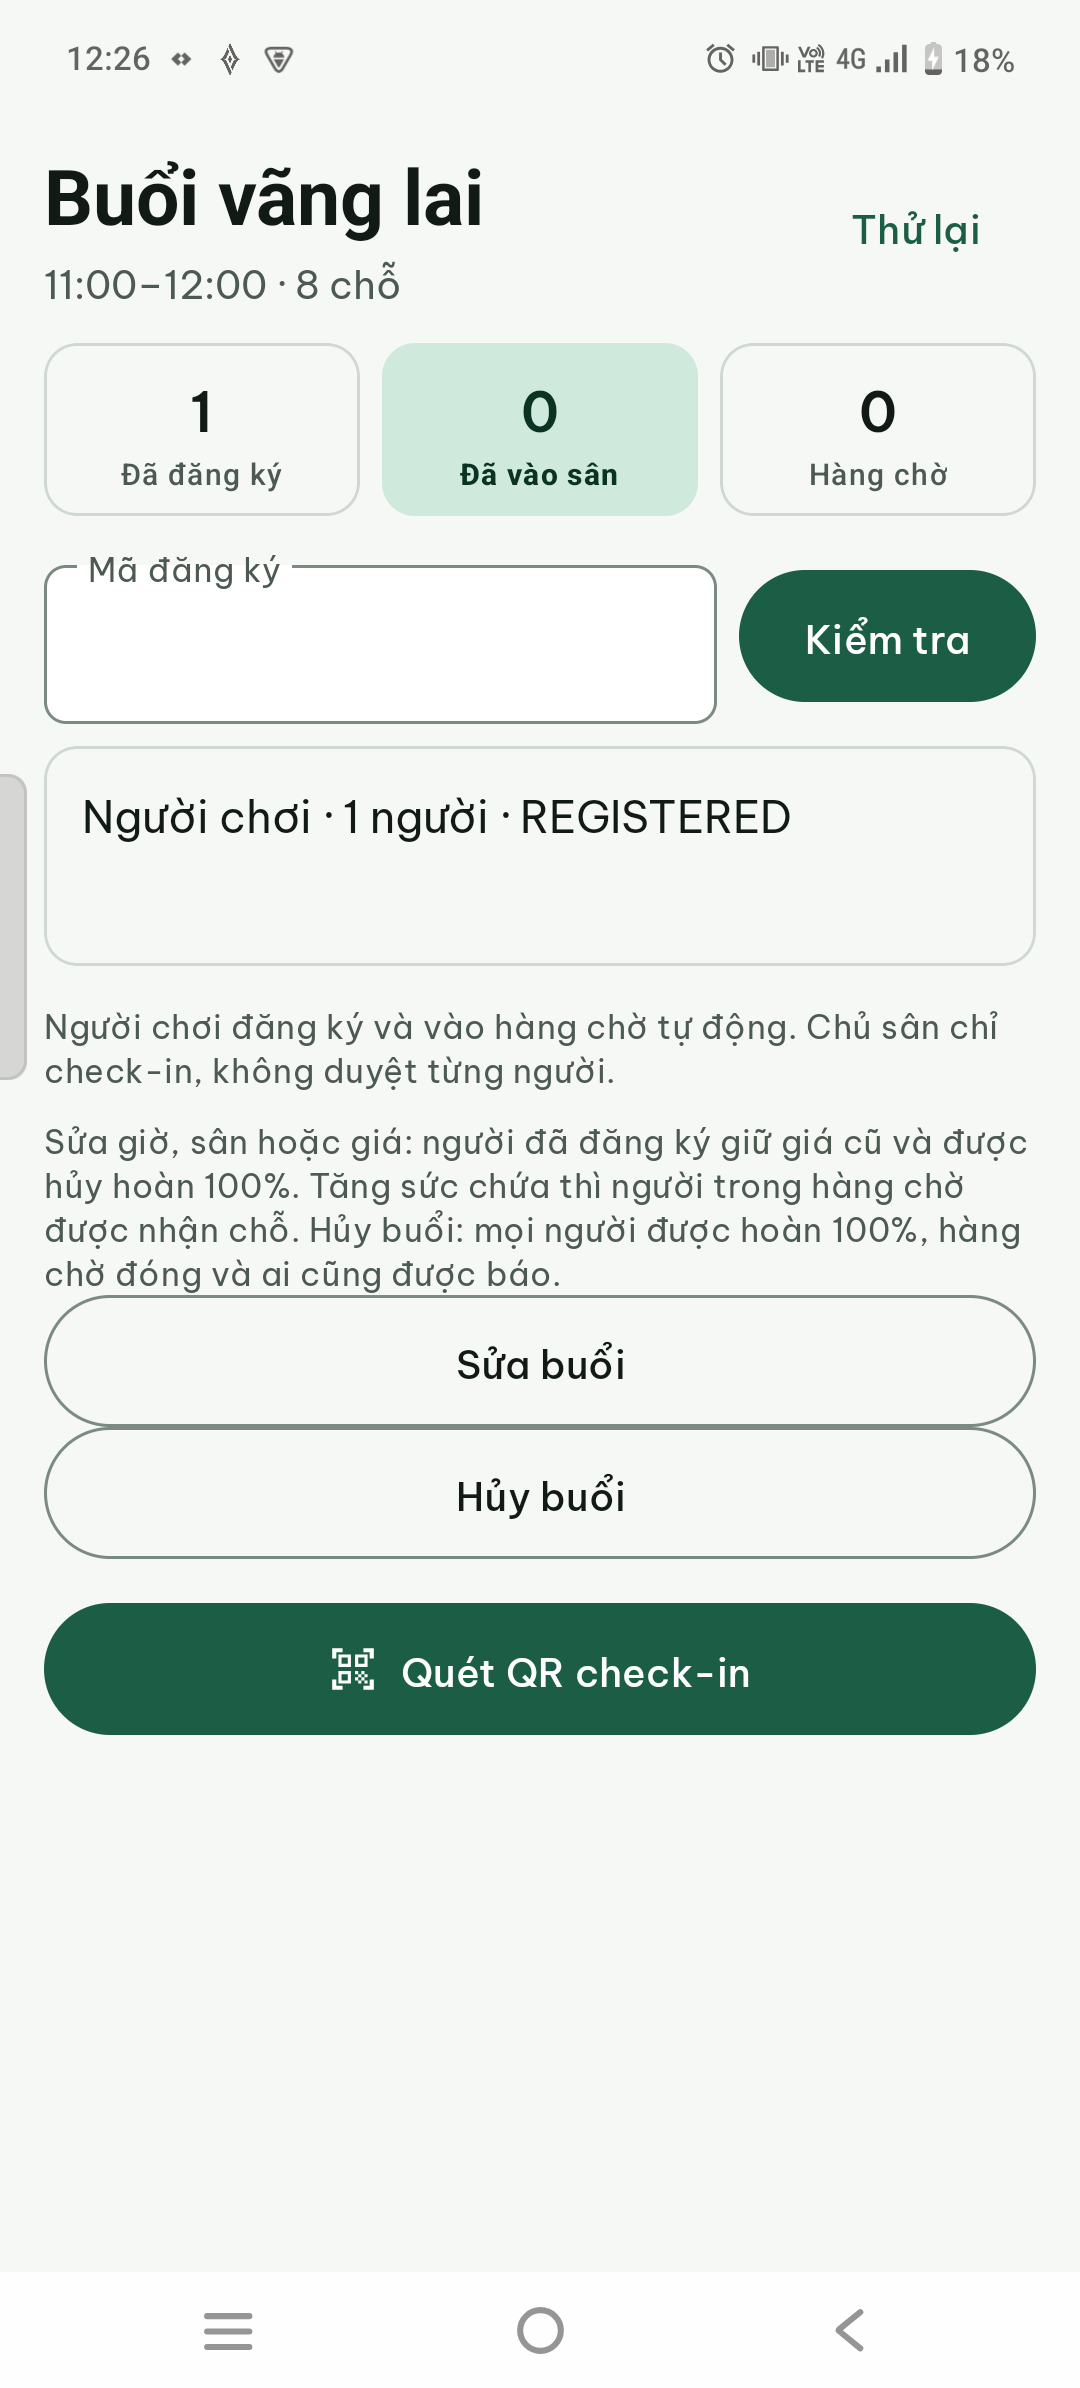 12:26
4G
18%
Buổi vãng lai
Thử lại
11:00–12:00 · 8 chỗ
1
Đã đăng ký
0
Đã vào sân
0
Hàng chờ
Mã đăng ký
Kiểm tra
Người chơi · 1 người · REGISTERED
Người chơi đăng ký và vào hàng chờ tự động. Chủ sân chỉ
check-in, không duyệt từng người.
Sửa giờ, sân hoặc giá: người đã đăng ký giữ giá cũ và được
hủy hoàn 100%. Tăng sức chứa thì người trong hàng chờ
được nhận chỗ. Hủy buổi: mọi người được hoàn 100%, hàng
chờ đóng và ai cũng được báo.
Sửa buổi
Hủy buổi
Quét QR check-in